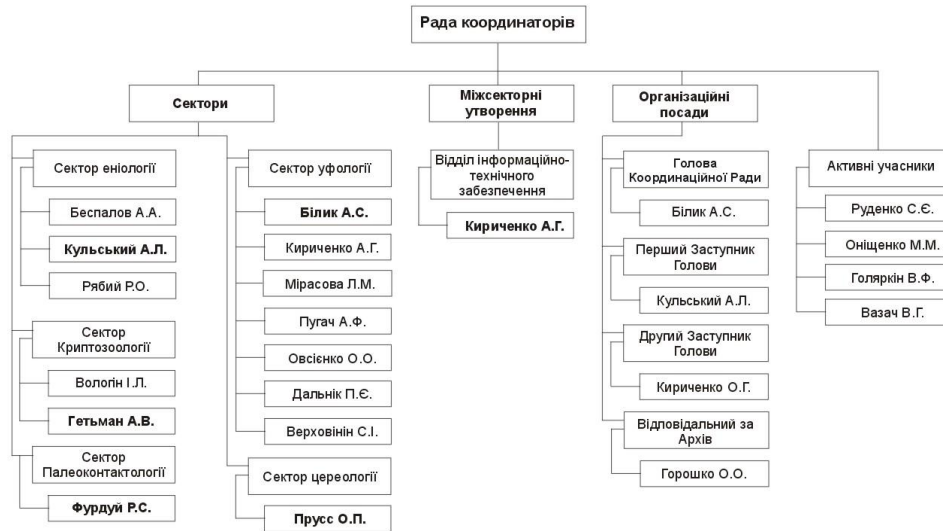 Рада координаторів
Сектори
Сектор еніології
Беспалов А.А.
Кульський А.Л.
Рябий Р.О.
Сектор
Криптозоології
Вологін І.Л.
Гетьман А.В.
Сектор
Палеоконтактології
Фурдуй Р.С.
Сектор уфології
Білик А.С.
Кириченко А.Г.
Мірасова Л.М.
Пугач А.Ф.
Овсієнко О.О.
Дальнік П.Є.
Верховинін С.І.
Сектор цереології
Прусс О.П.
Міжсекторні
утворення
Відділ інформаційно-
технічного
забезпечення
Кириченко А.Г.
Організаційні
посади
Голова
Координаційної Ради
Білик А.С.
Перший Заступник
Голови
Кульський А.Л.
Другий Заступник
Голови
Кириченко О.Г.
Відповідальний за
Архів
Горошко О.О.
Активні учасники
Руденко С.Є.
Оніщенко М.М.
Голяркін В.Ф.
Вазач В.Г.